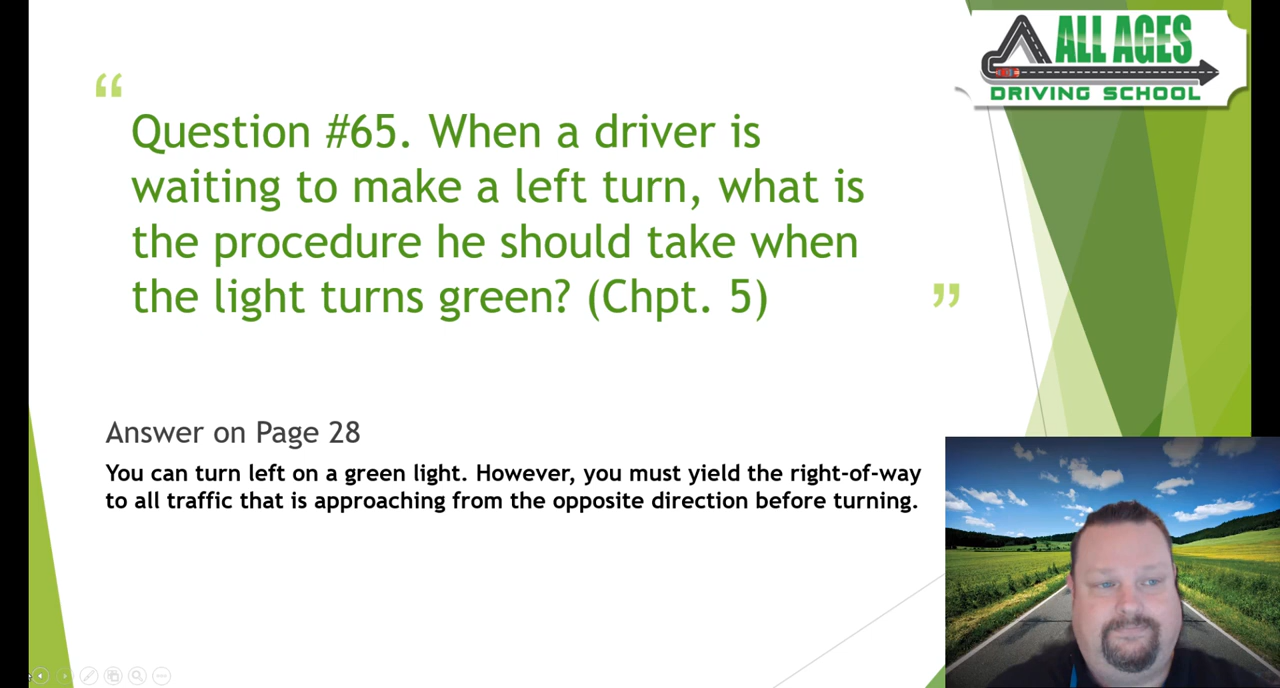 ALL AGES
DRIVING SCHOOL
“
Question #65. When a driver is
waiting to make a left turn, what is
the procedure he should take when
the light turns green? (Chpt. 5)
”
Answer on Page 28
You can turn left on a green light. However, you must yield the right-of-way
to all traffic that is approaching from the opposite direction before turning.